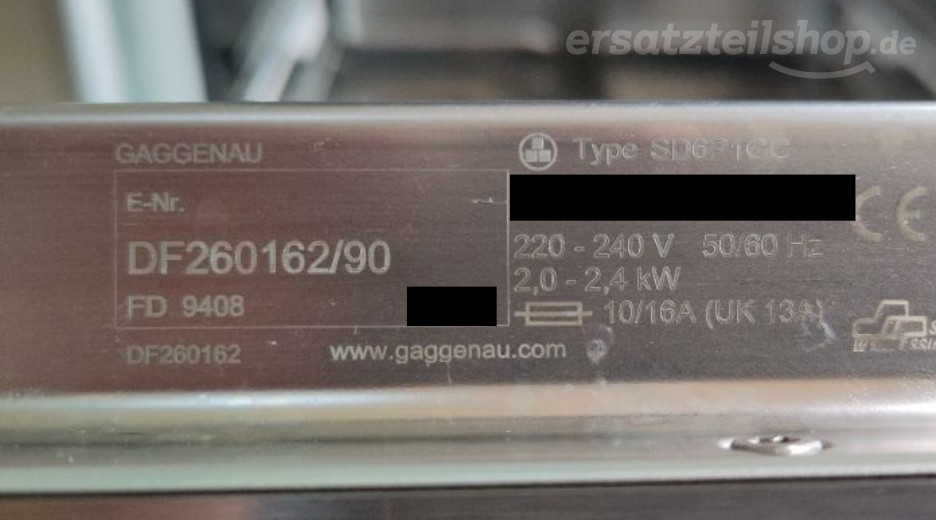 ersatzteilshop.de
GAGGENAU
Type
E-Nr.
DF260162/90
FD 9408
DF260162
www.gaggenau.com
CE
220 - 240 V 50/60 Hz
2,0 - 2,4 kW
10/16A (UK 13A)